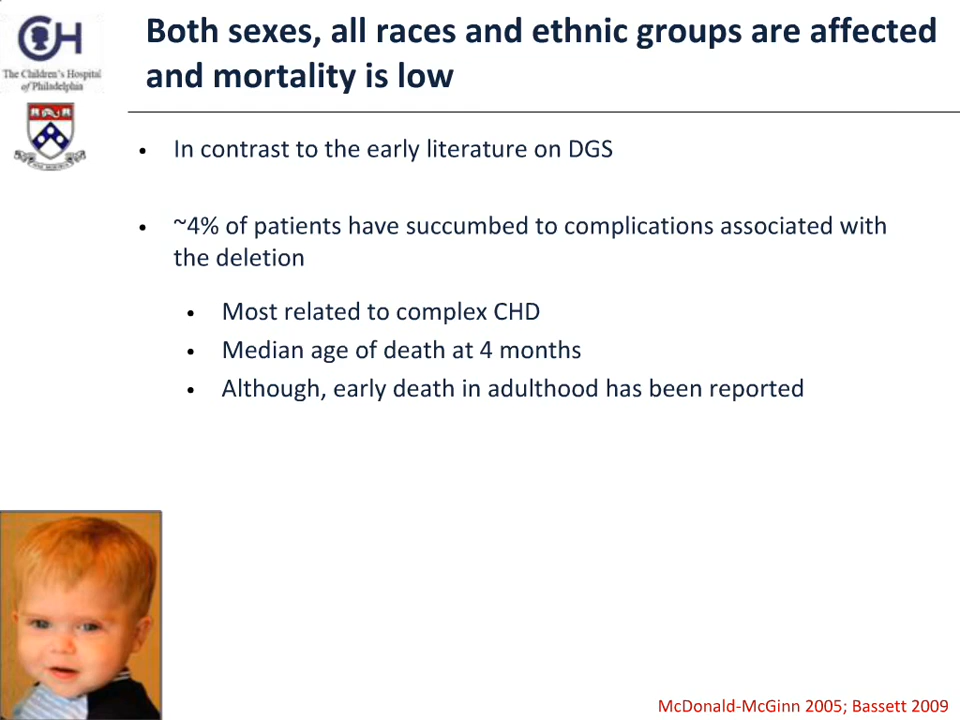 Both sexes, all races and ethnic groups are affected
and mortality is low
CH
The Children's Hospital
of Philadelphia
• In contrast to the early literature on DGS
• ~4% of patients have succumbed to complications associated with
the deletion
• Most related to complex CHD
• Median age of death at 4 months
• Although, early death in adulthood has been reported
McDonald-McGinn 2005; Bassett 2009